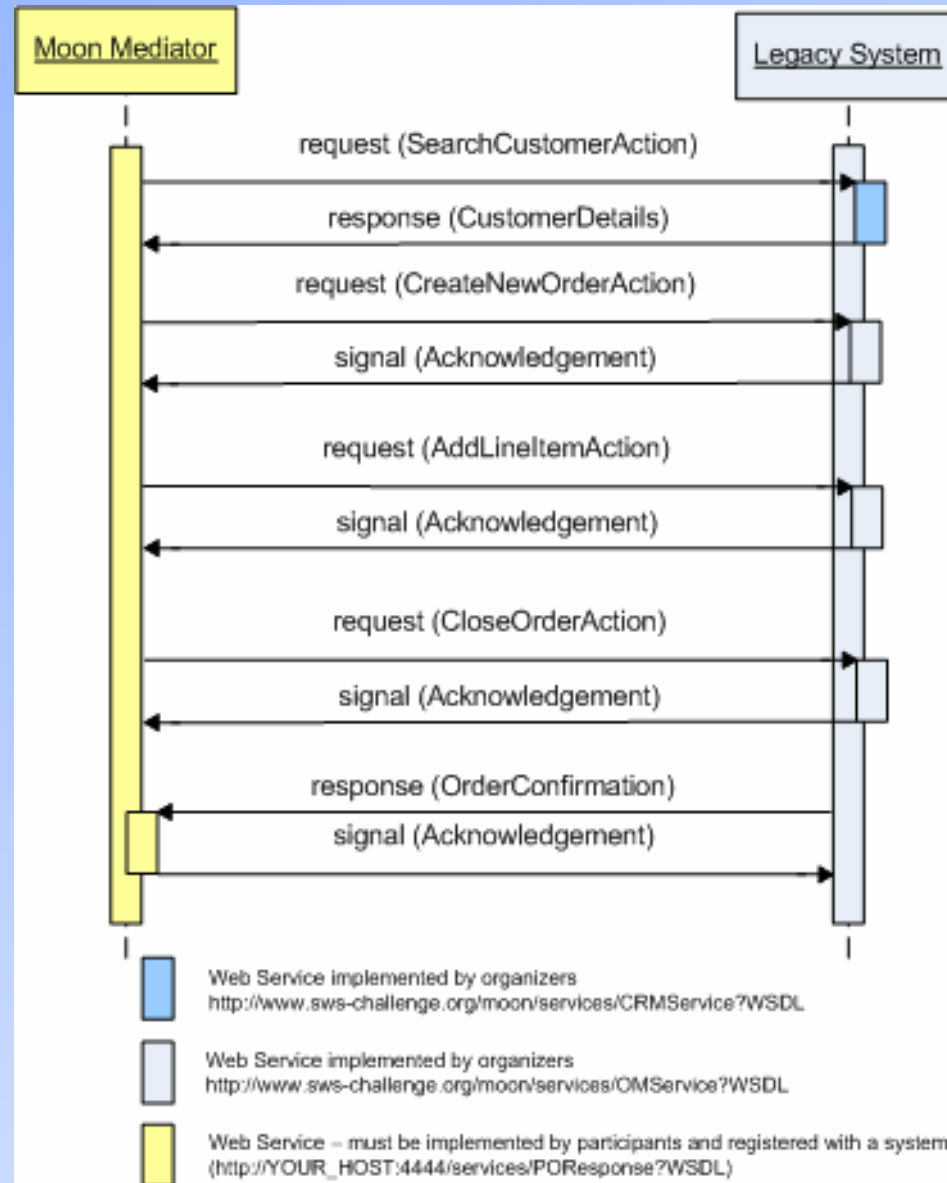 Moon Mediator
Legacy System
request (SearchCustomerAction)
response (CustomerDetails)
request (CreateNewOrderAction)
signal (Acknowledgement)
request (AddLineItemAction)
signal (Acknowledgement)
request (CloseOrderAction)
signal (Acknowledgement)
response (OrderConfirmation)
signal (Acknowledgement)
Web Service implemented by organizers
http://www.sws-challenge.org/moon/services/CRMService?WSDL
Web Service implemented by organizers
http://www.sws-challenge.org/moon/services/OMService?WSDL
Web Service – must be implemented by participants and registered with a system
(http://YOUR_HOST:4444/services/POResponse?WSDL)